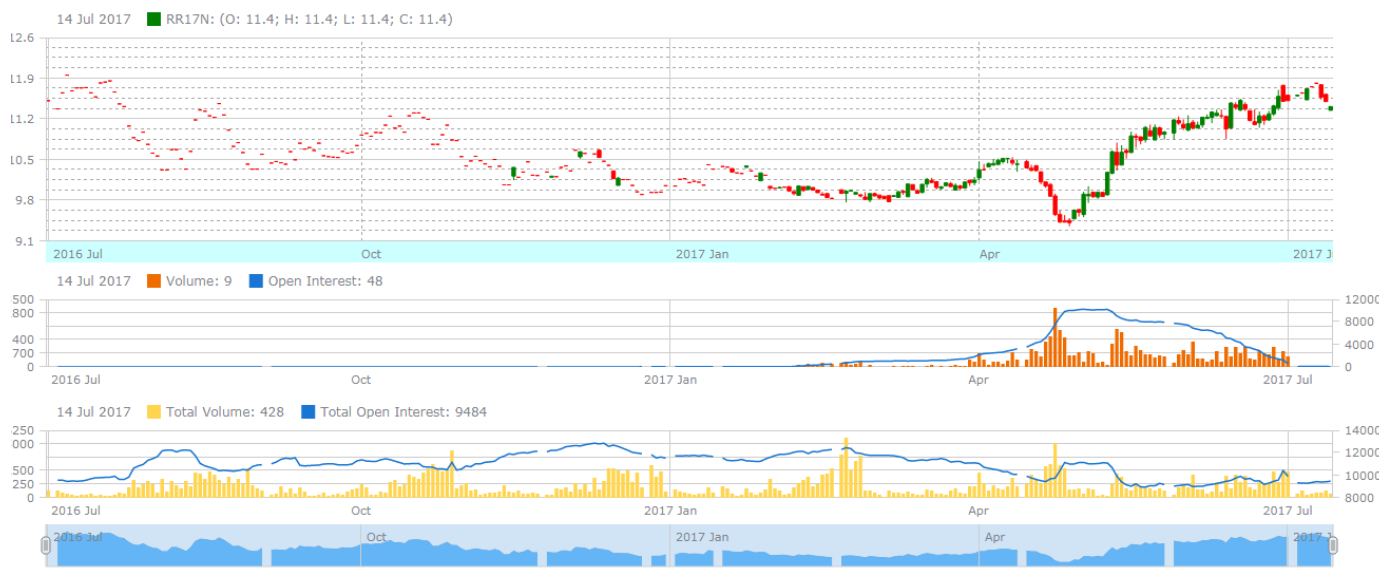 14 Jul 2017 RR17N: (O: 11.4; H: 11.4; L: 11.4; C: 11.4)
12.6
11.9
11.2
10.5
9.8
9.1
2016 Jul Oct 2017 Jan Apr 2017 J
14 Jul 2017 Volume: 9 Open Interest: 48
500 12000
800 8000
400 4000
700
0 0
2016 Jul Oct 2017 Jan Apr 2017 Jul
14 Jul 2017 Total Volume: 428 Total Open Interest: 9484
250 14000
000 12000
500 10000
250
0 8000
2016 Jul Oct 2017 Jan Apr 2017 Jul
2016 Jul Oct 2017 Jan Apr 2017 J